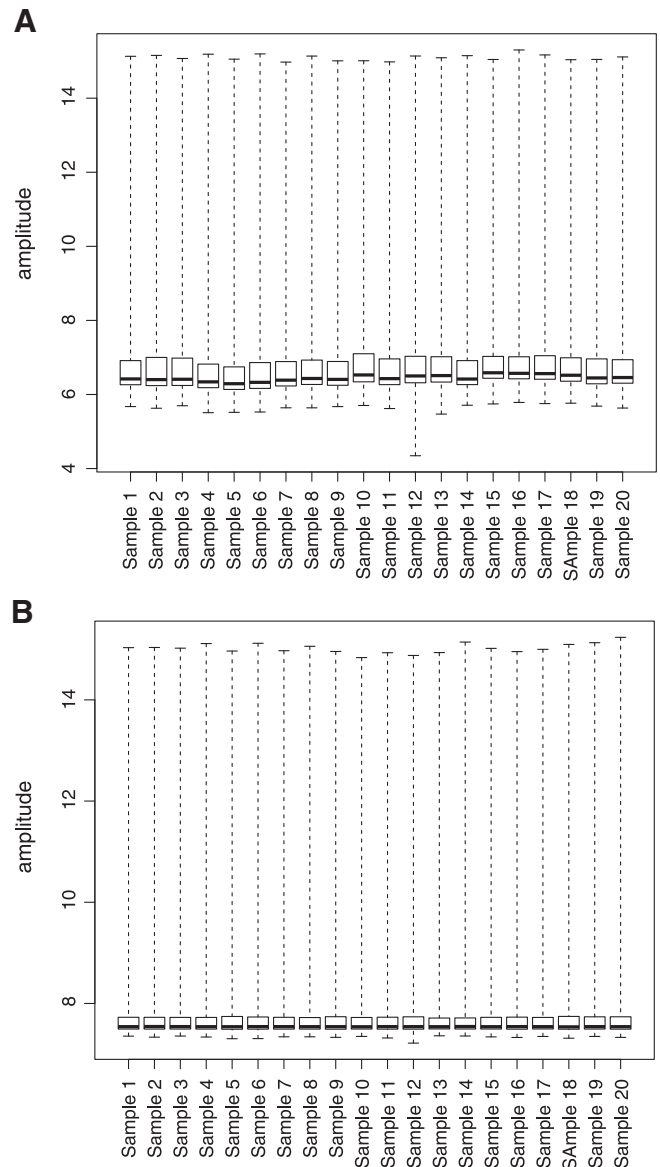 A
amplitude
14
12
10
8
6
4
Sample 1
Sample 2
Sample 3
Sample 4
Sample 5
Sample 6
Sample 7
Sample 8
Sample 9
Sample 10
Sample 11
Sample 12
Sample 13
Sample 14
Sample 15
Sample 16
Sample 17
SAmple 18
Sample 19
Sample 20
B
amplitude
14
12
10
8
Sample 1
Sample 2
Sample 3
Sample 4
Sample 5
Sample 6
Sample 7
Sample 8
Sample 9
Sample 10
Sample 11
Sample 12
Sample 13
Sample 14
Sample 15
Sample 16
Sample 17
SAmple 18
Sample 19
Sample 20